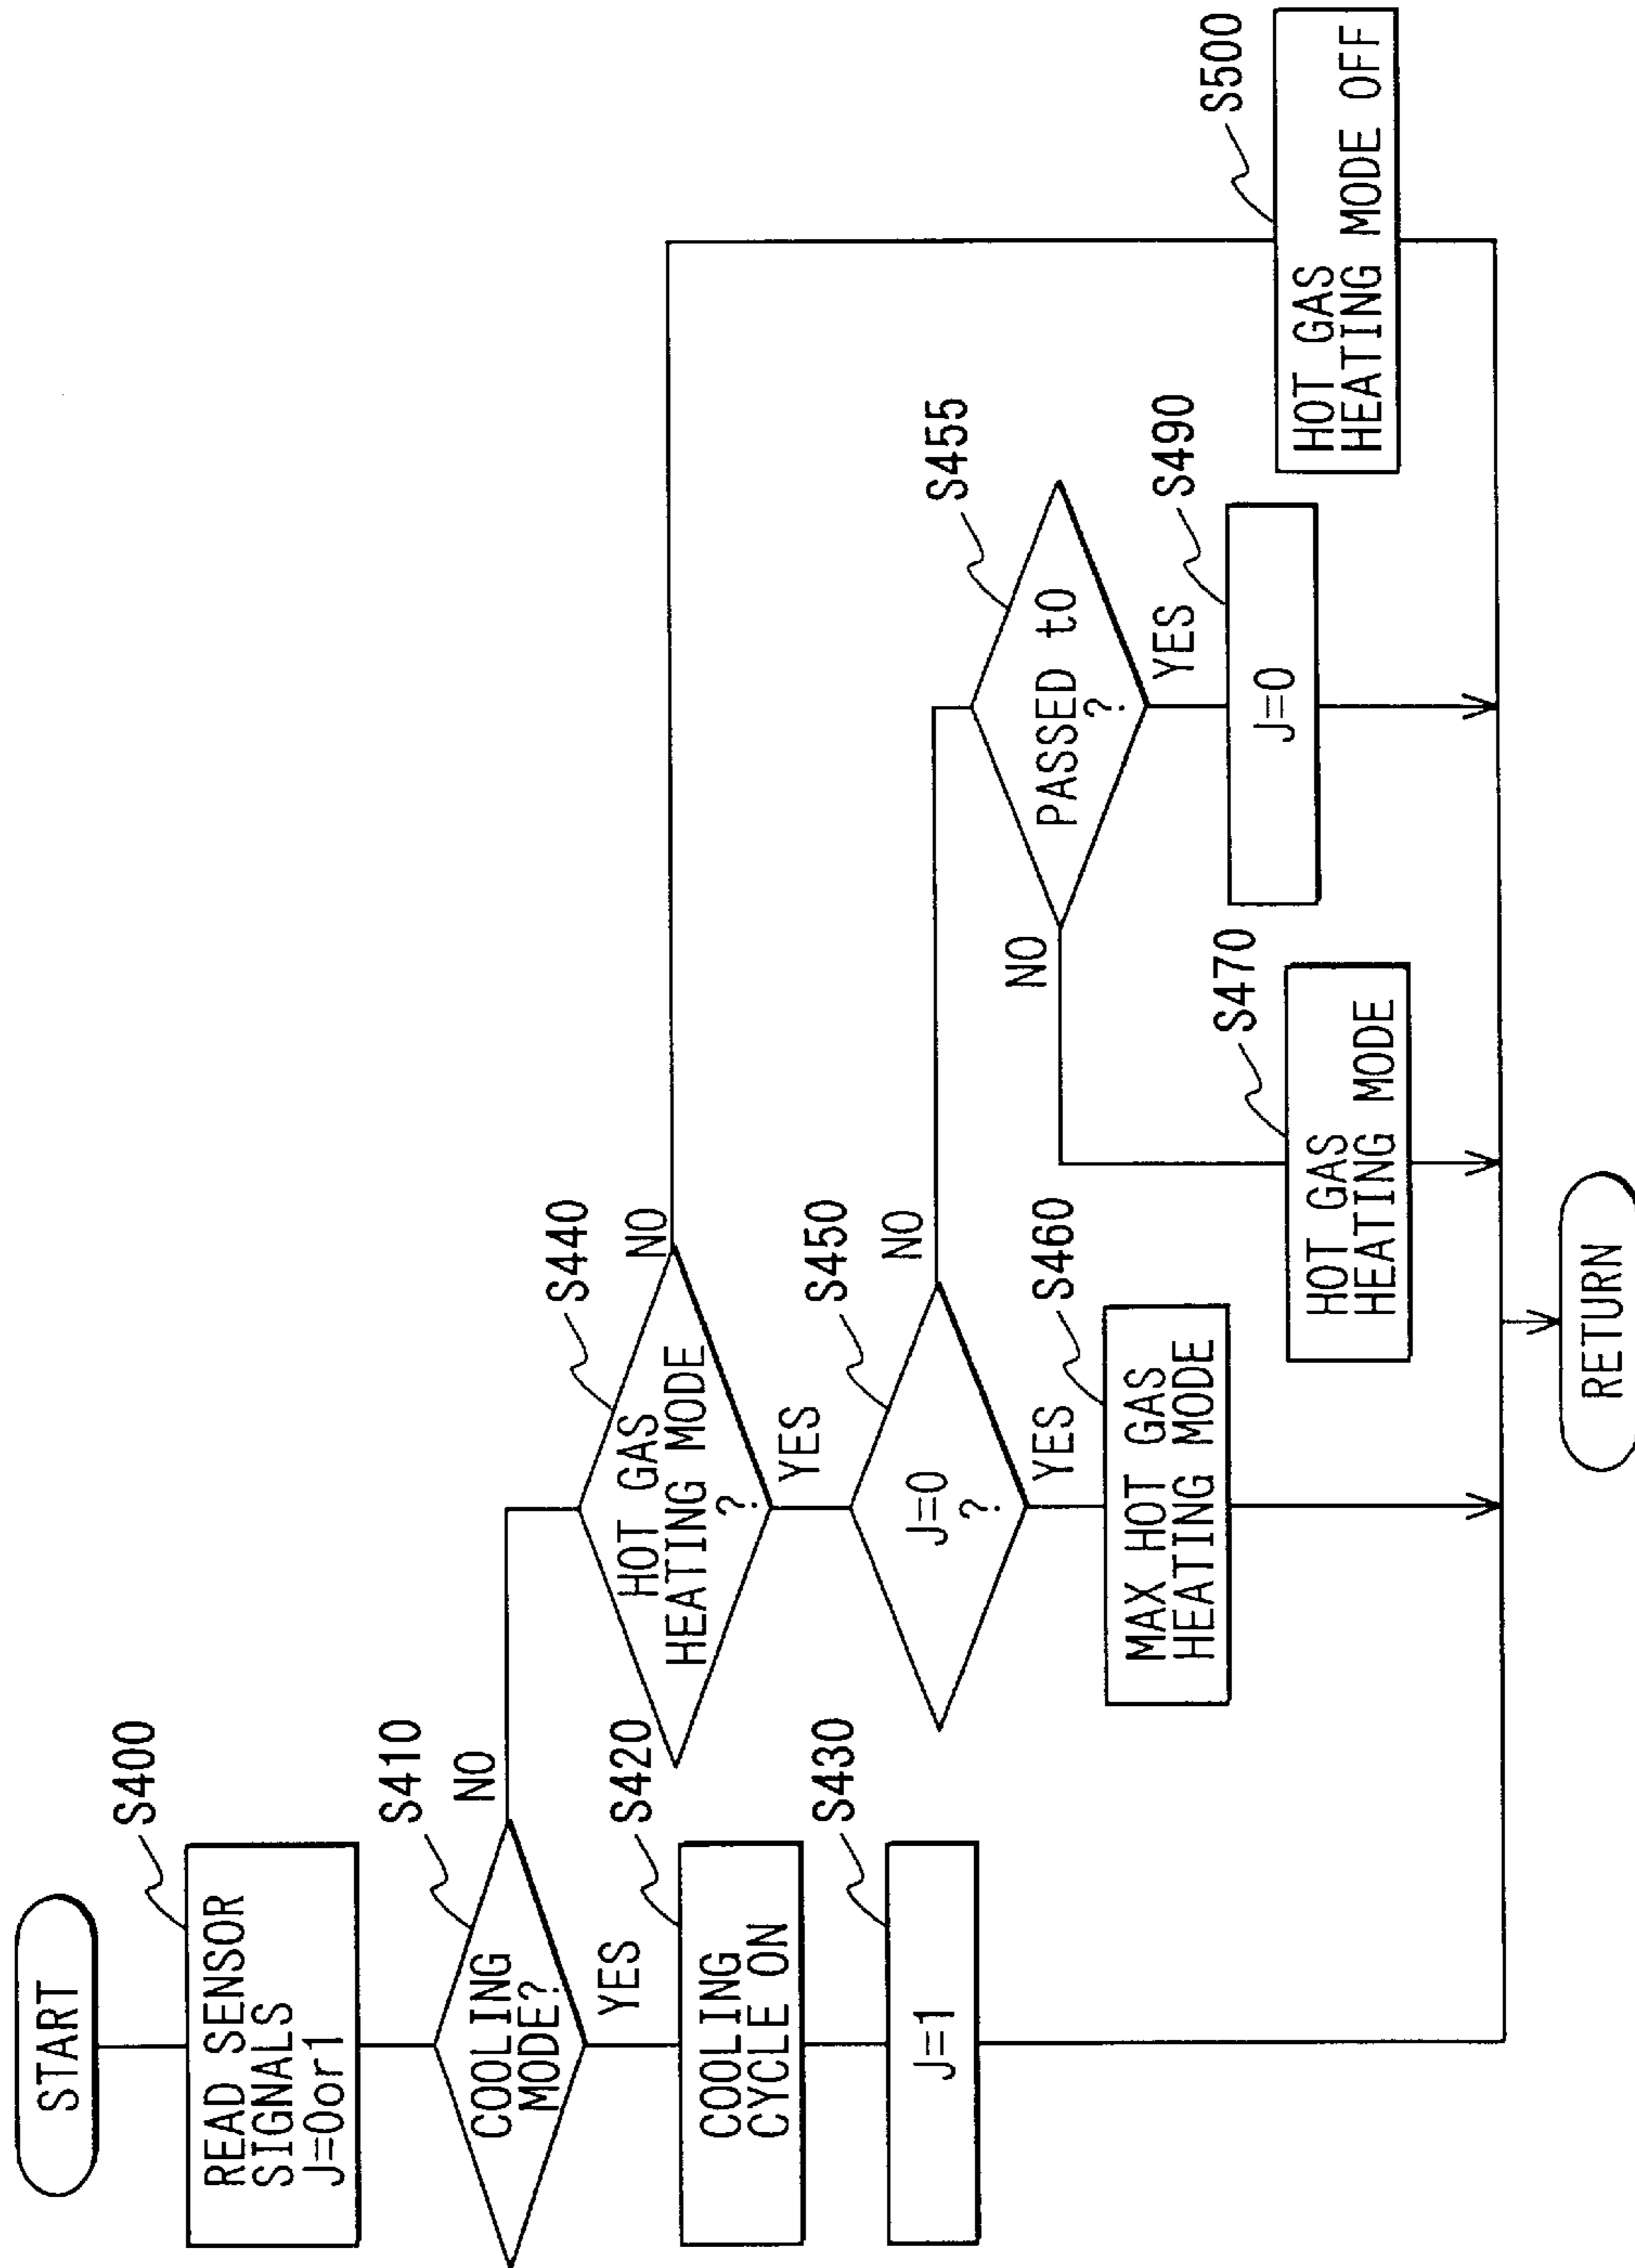 START
S400
READ SENSOR
SIGNALS
J=0or1
S410
COOLING
MODE?
NO
YES
S420
COOLING
CYCLE ON
S430
J=1
S440
HOT GAS
HEATING MODE
?
NO
YES
S450
J=0
?
NO
YES
S460
MAX HOT GAS
HEATING MODE
S455
PASSED t0
?
NO
YES
S470
HOT GAS
HEATING MODE
S490
J=0
S500
HOT GAS
HEATING MODE OFF
RETURN